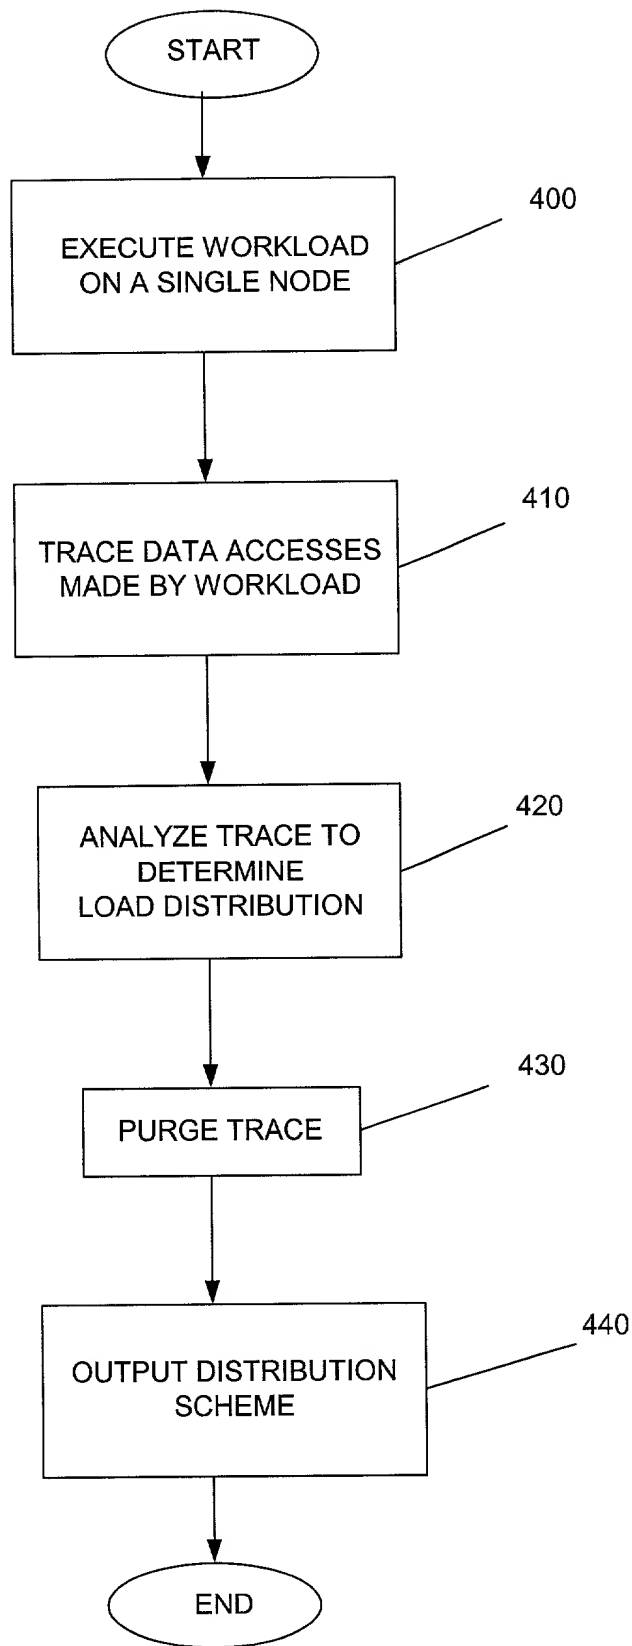 START
400
EXECUTE WORKLOAD
ON A SINGLE NODE
410
TRACE DATA ACCESSES
MADE BY WORKLOAD
420
ANALYZE TRACE TO
DETERMINE
LOAD DISTRIBUTION
430
PURGE TRACE
440
OUTPUT DISTRIBUTION
SCHEME
END